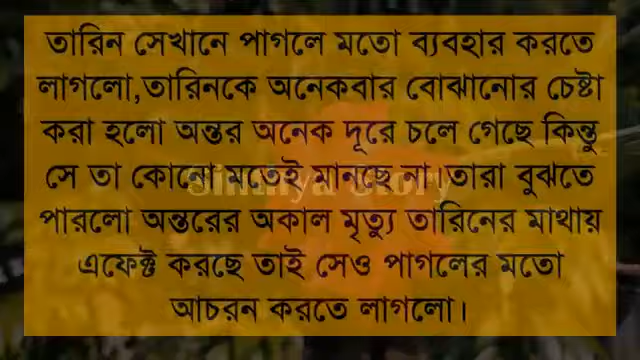 তারিন সেখানে পাগলে মতো ব্যবহার করতে
লাগলো,তারিনকে অনেকবার বোঝানোর চেষ্টা
করা হলো অন্তর অনেক দূরে চলে গেছে কিন্তু
সে তা কোনো মতেই মানছে না।তারা বুঝতে
পারলো অন্তরের অকাল মৃত্যু তারিনের মাথায়
এফেক্ট করছে তাই সেও পাগলের মতো
আচরন করতে লাগলো।